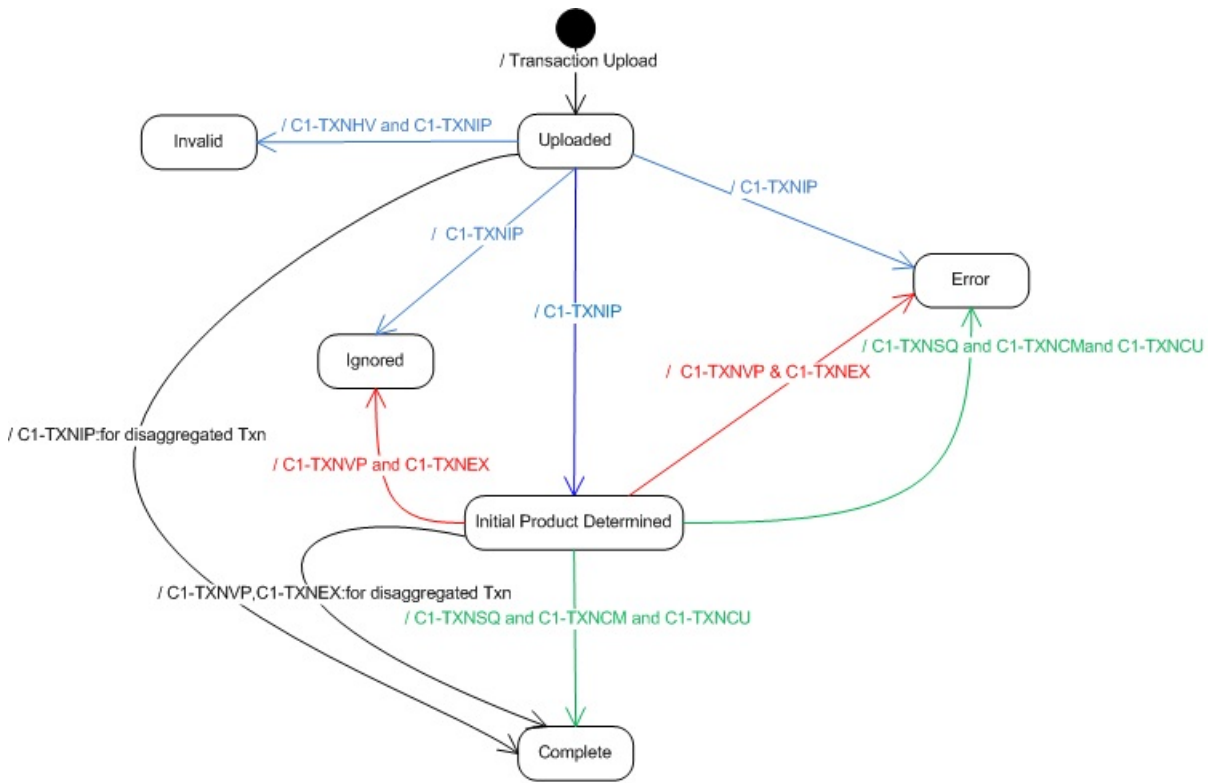 / Transaction Upload
Invalid
/ C1-TXNHV and C1-TXNIP
Uploaded
/ C1-TXNIP
/ C1-TXNIP
Error
/ C1-TXNIP
Ignored
/ C1-TXNSQ and C1-TXNCMand C1-TXNCU
/ C1-TXNVP & C1-TXNEX
/ C1-TXNIP:for disaggregated Txn
/ C1-TXNVP and C1-TXNEX
Initial Product Determined
/ C1-TXNVP,C1-TXNEX:for disaggregated Txn
/ C1-TXNSQ and C1-TXNCM and C1-TXNCU
Complete